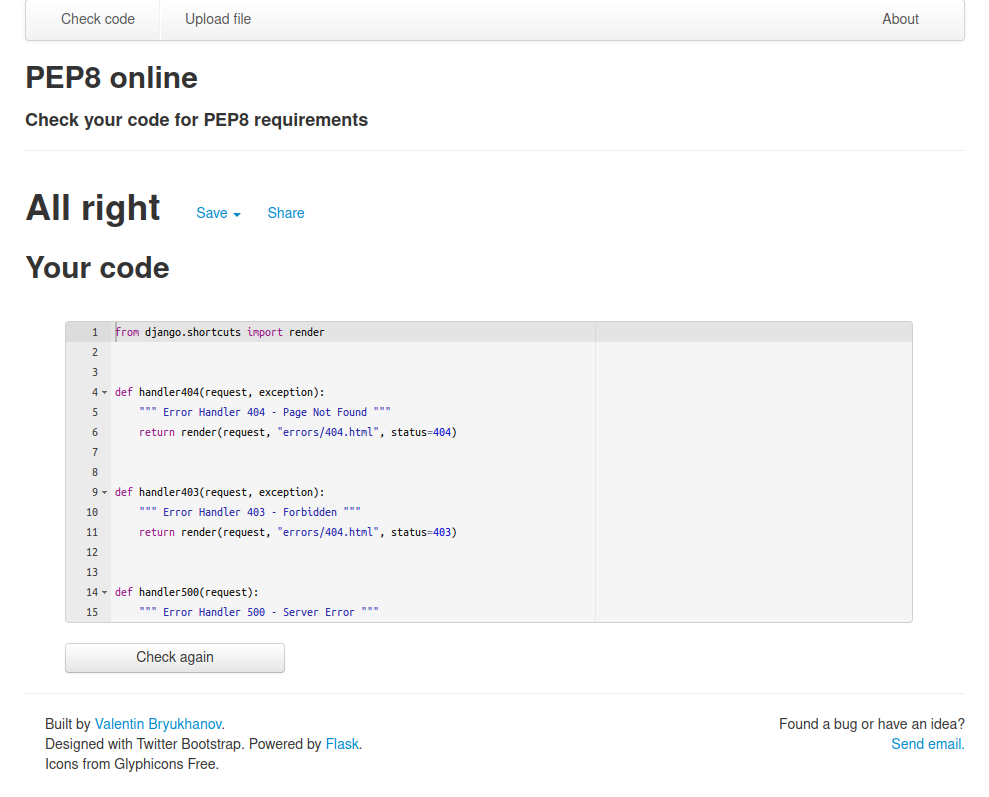 Check code Upload file About
PEP8 online
Check your code for PEP8 requirements
All right Save Share
Your code
1 from django.shortcuts import render
2
3
4 def handler404(request, exception):
5 """ Error Handler 404 - Page Not Found """
6 return render(request, "errors/404.html", status=404)
7
8
9 def handler403(request, exception):
10 """ Error Handler 403 - Forbidden """
11 return render(request, "errors/404.html", status=403)
12
13
14 def handler500(request):
15 """ Error Handler 500 - Server Error """
Check again
Built by Valentin Bryukhanov. Found a bug or have an idea?
Designed with Twitter Bootstrap. Powered by Flask. Send email.
Icons from Glyphicons Free.